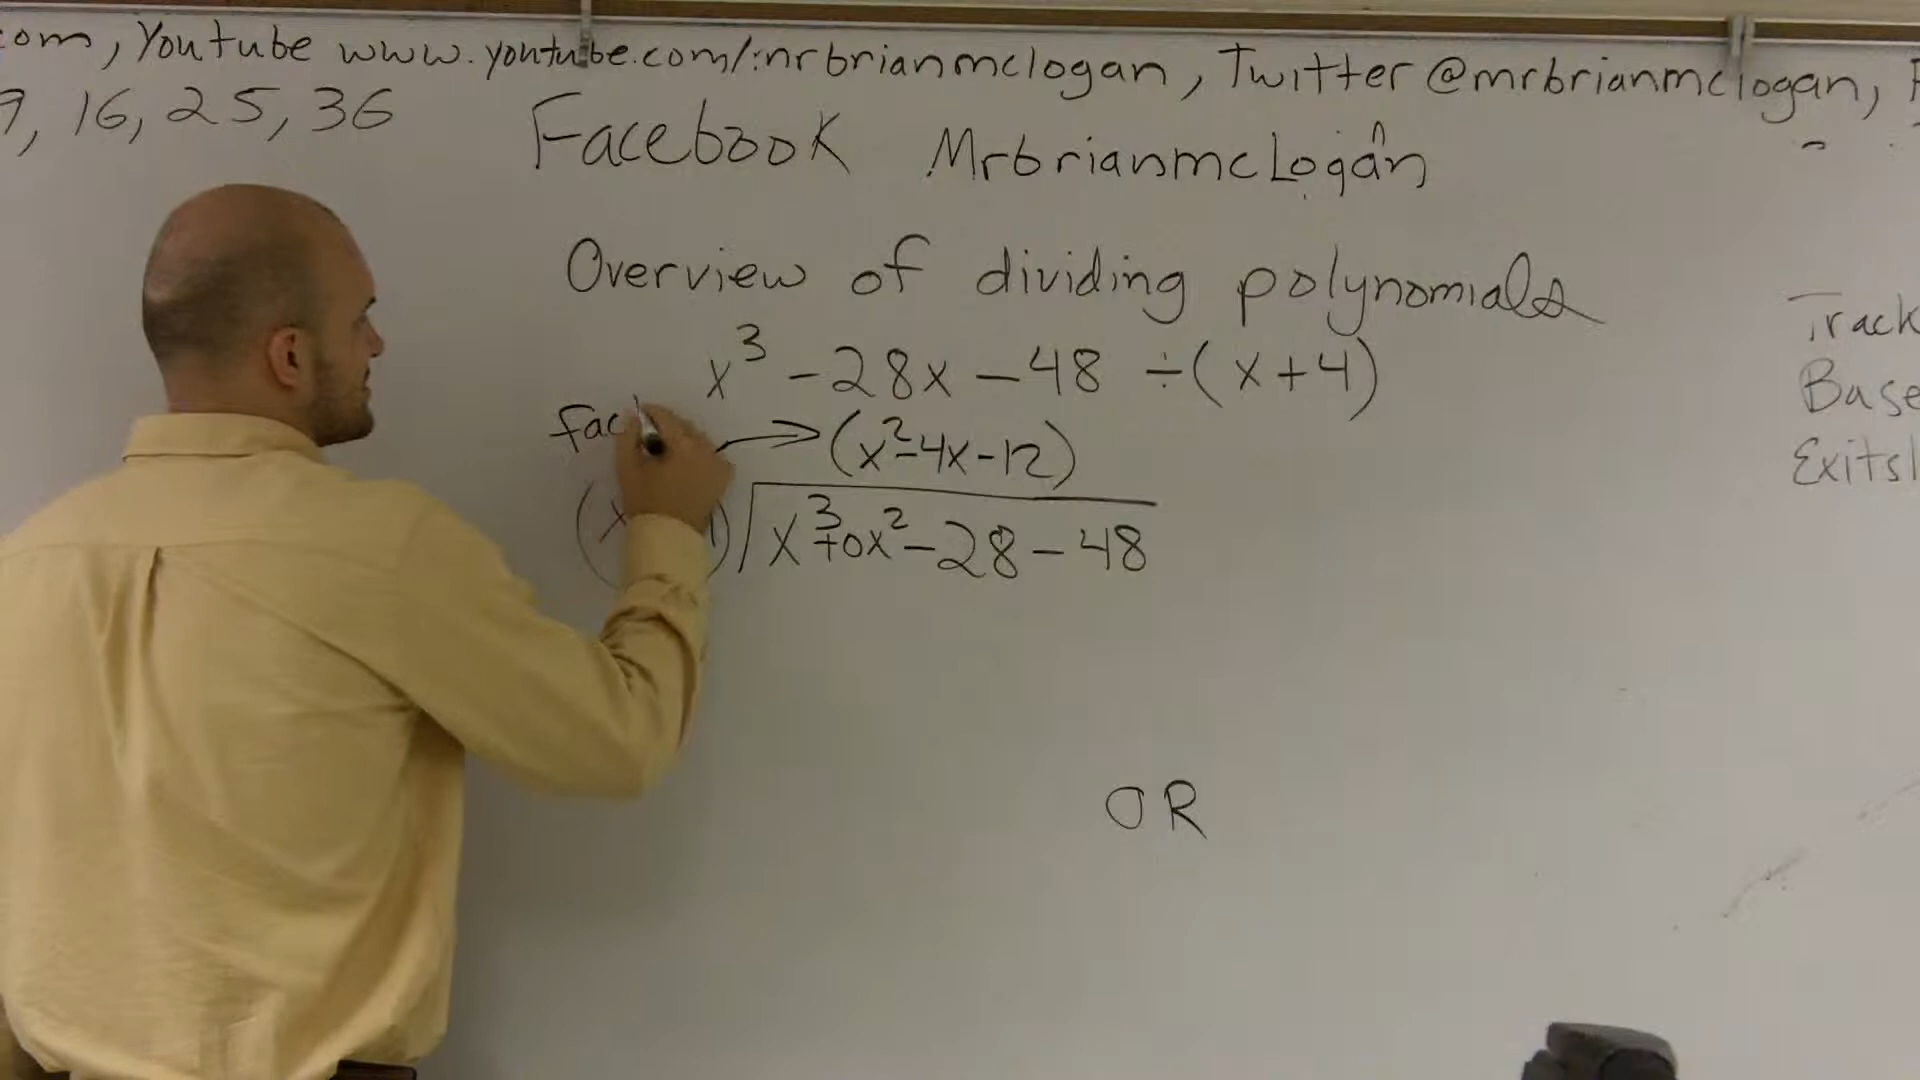 com, Youtube www.youtube.com/mrbrianmclogan, Twitter @mrbrianmclogan,
9, 16, 25, 36
Facebook MrbrianmcLogan
Overview of dividing polynomials
x³ - 28x - 48 ÷ (x + 4)
Fac
(x² - 4x - 12)
(x
x³ + 0x² - 28 - 48
OR
Track
Base
Exits